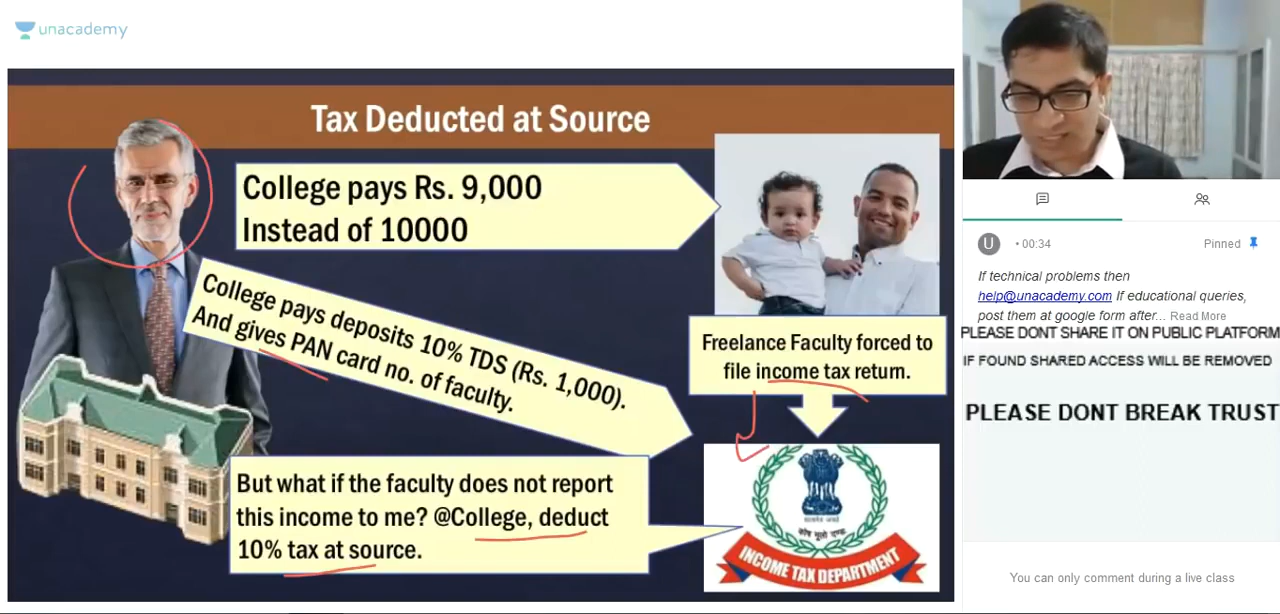 unacademy
Tax Deducted at Source
College pays Rs. 9,000
Instead of 10000
College pays deposits 10% TDS (Rs. 1,000).
And gives PAN card no. of faculty.
Freelance Faculty forced to
file income tax return.
But what if the faculty does not report
this income to me? @College, deduct
10% tax at source.
सत्यमेव जयते
कोष मूलो दण्डः
INCOME TAX DEPARTMENT
U • 00:34 Pinned
If technical problems then
help@unacademy.com If educational queries,
post them at google form after... Read More
PLEASE DONT SHARE IT ON PUBLIC PLATFORM
IF FOUND SHARED ACCESS WILL BE REMOVED
PLEASE DONT BREAK TRUST
You can only comment during a live class